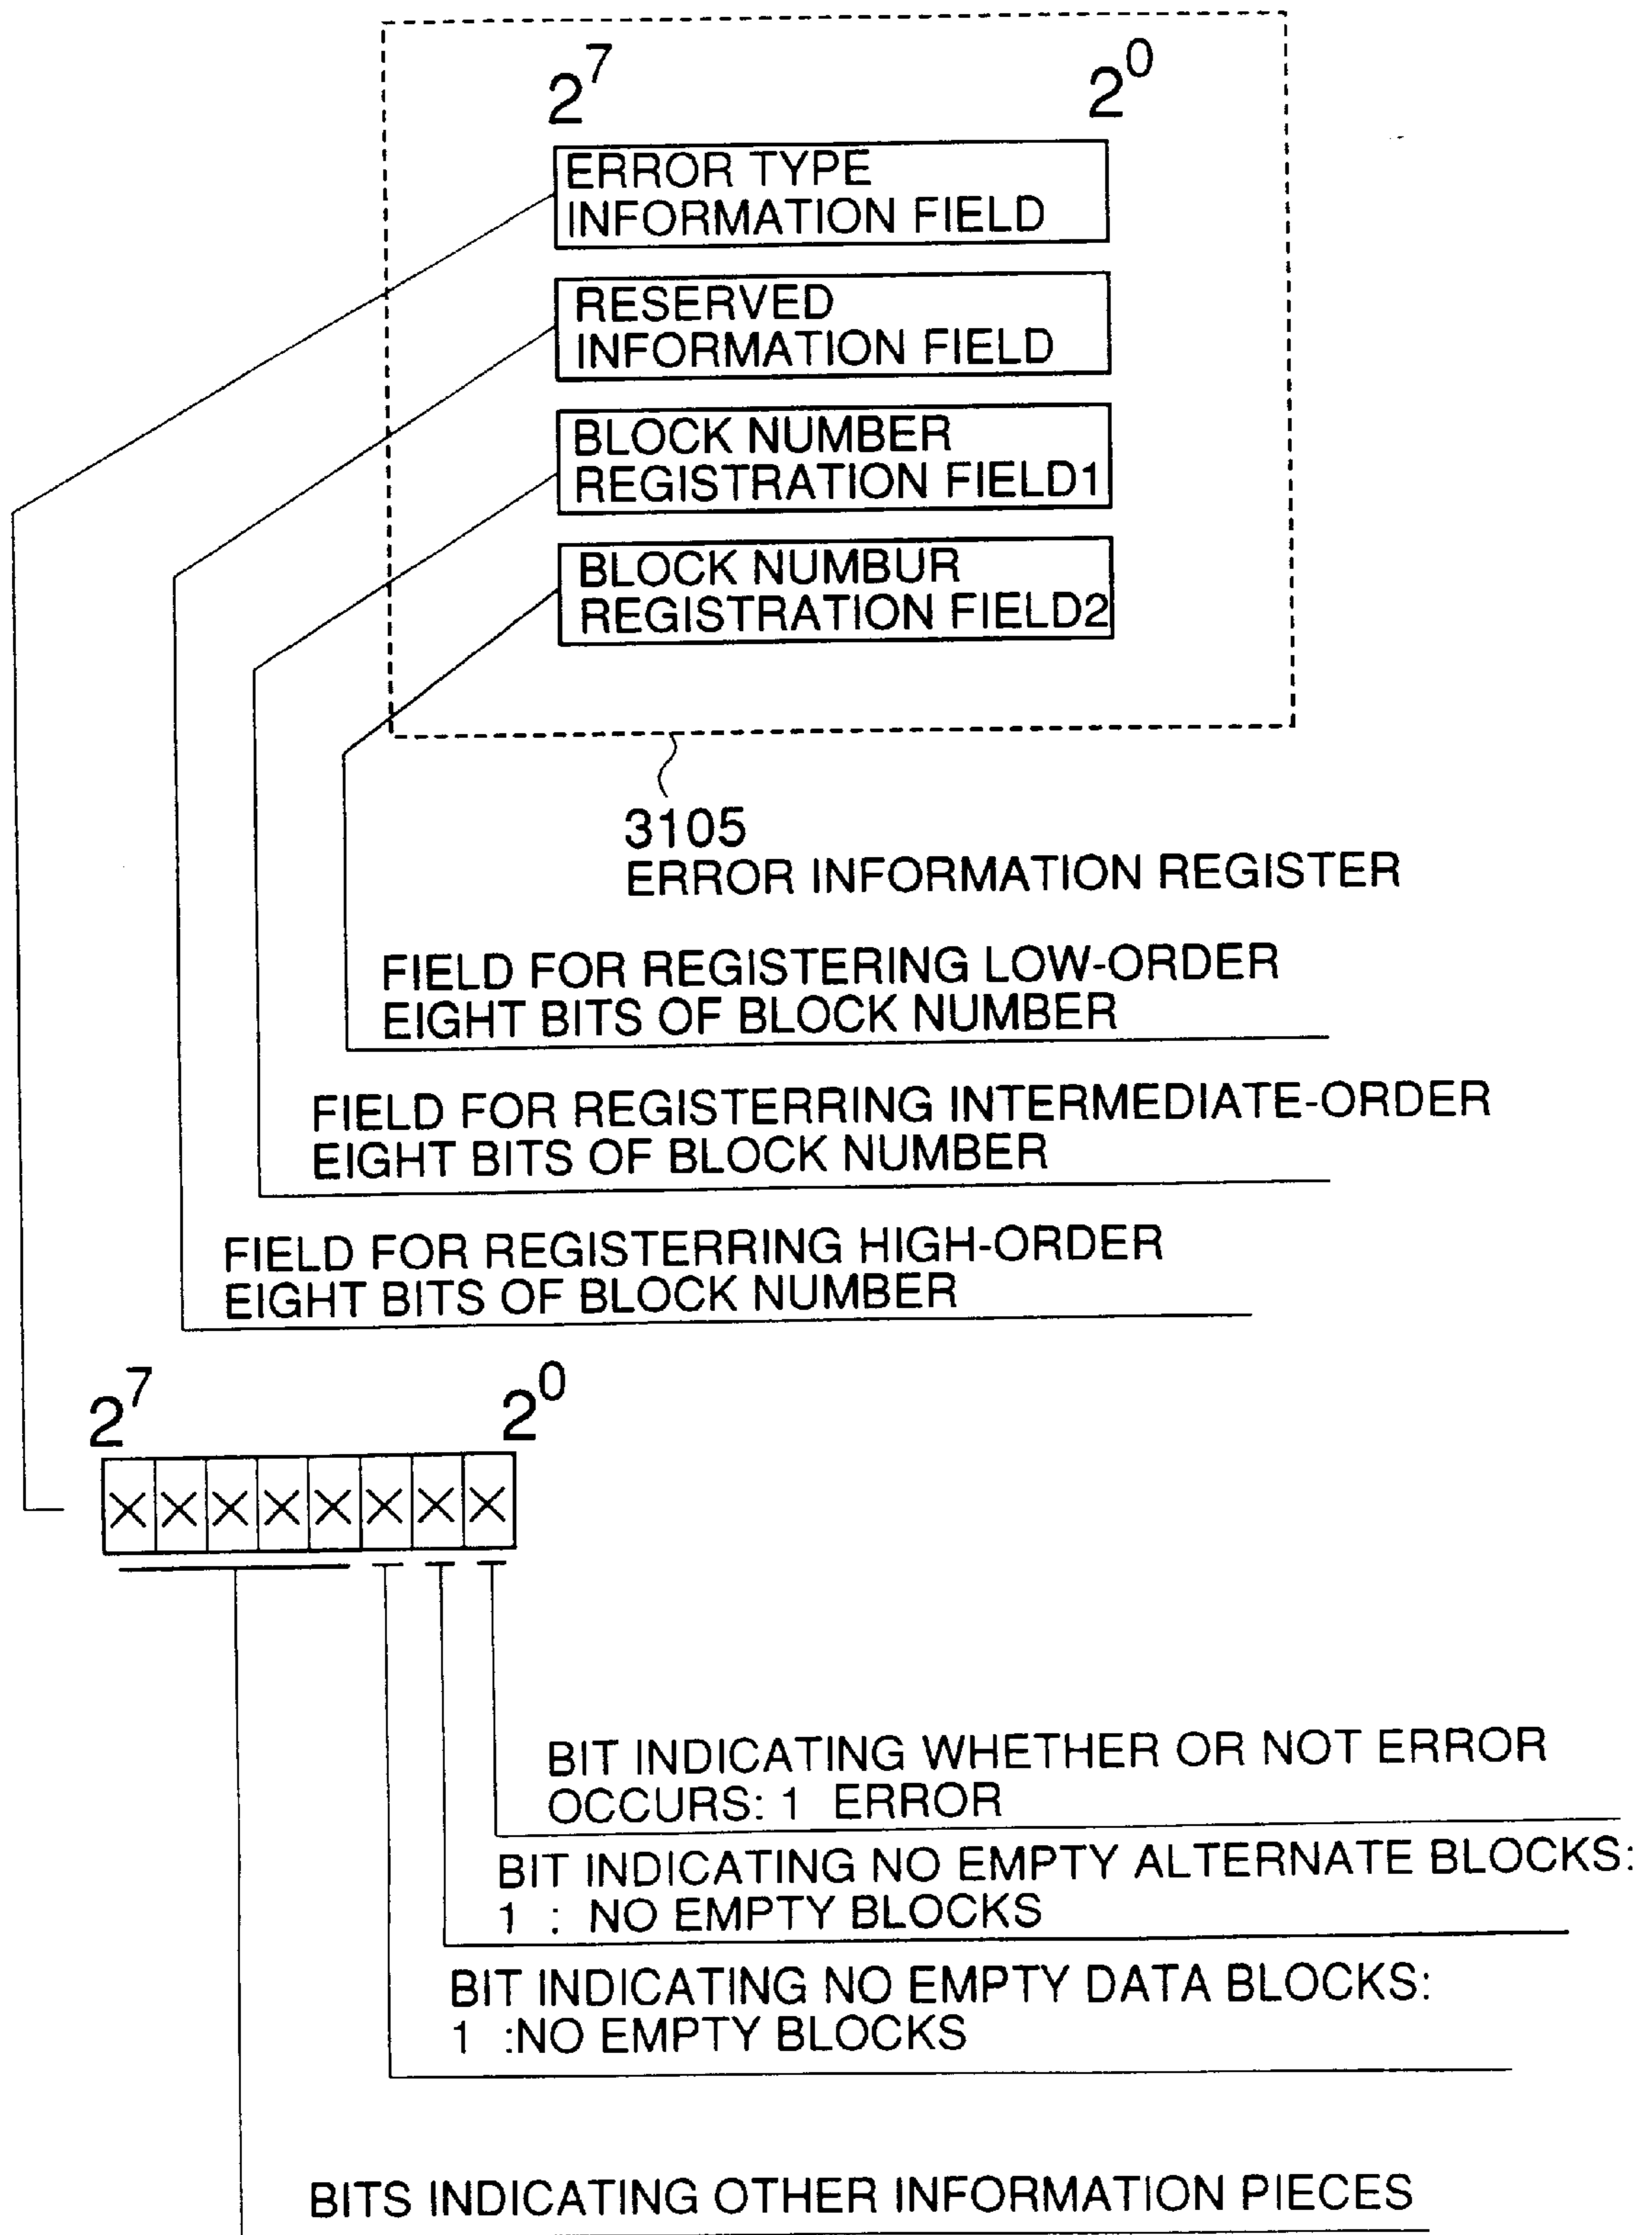 2^7 2^0
ERROR TYPE
INFORMATION FIELD
RESERVED
INFORMATION FIELD
BLOCK NUMBER
REGISTRATION FIELD1
BLOCK NUMBUR
REGISTRATION FIELD2
3105
ERROR INFORMATION REGISTER
FIELD FOR REGISTERING LOW-ORDER
EIGHT BITS OF BLOCK NUMBER
FIELD FOR REGISTERRING INTERMEDIATE-ORDER
EIGHT BITS OF BLOCK NUMBER
FIELD FOR REGISTERRING HIGH-ORDER
EIGHT BITS OF BLOCK NUMBER
2^7 2^0
X X X X X X X X
BIT INDICATING WHETHER OR NOT ERROR
OCCURS: 1 ERROR
BIT INDICATING NO EMPTY ALTERNATE BLOCKS:
1 : NO EMPTY BLOCKS
BIT INDICATING NO EMPTY DATA BLOCKS:
1 :NO EMPTY BLOCKS
BITS INDICATING OTHER INFORMATION PIECES